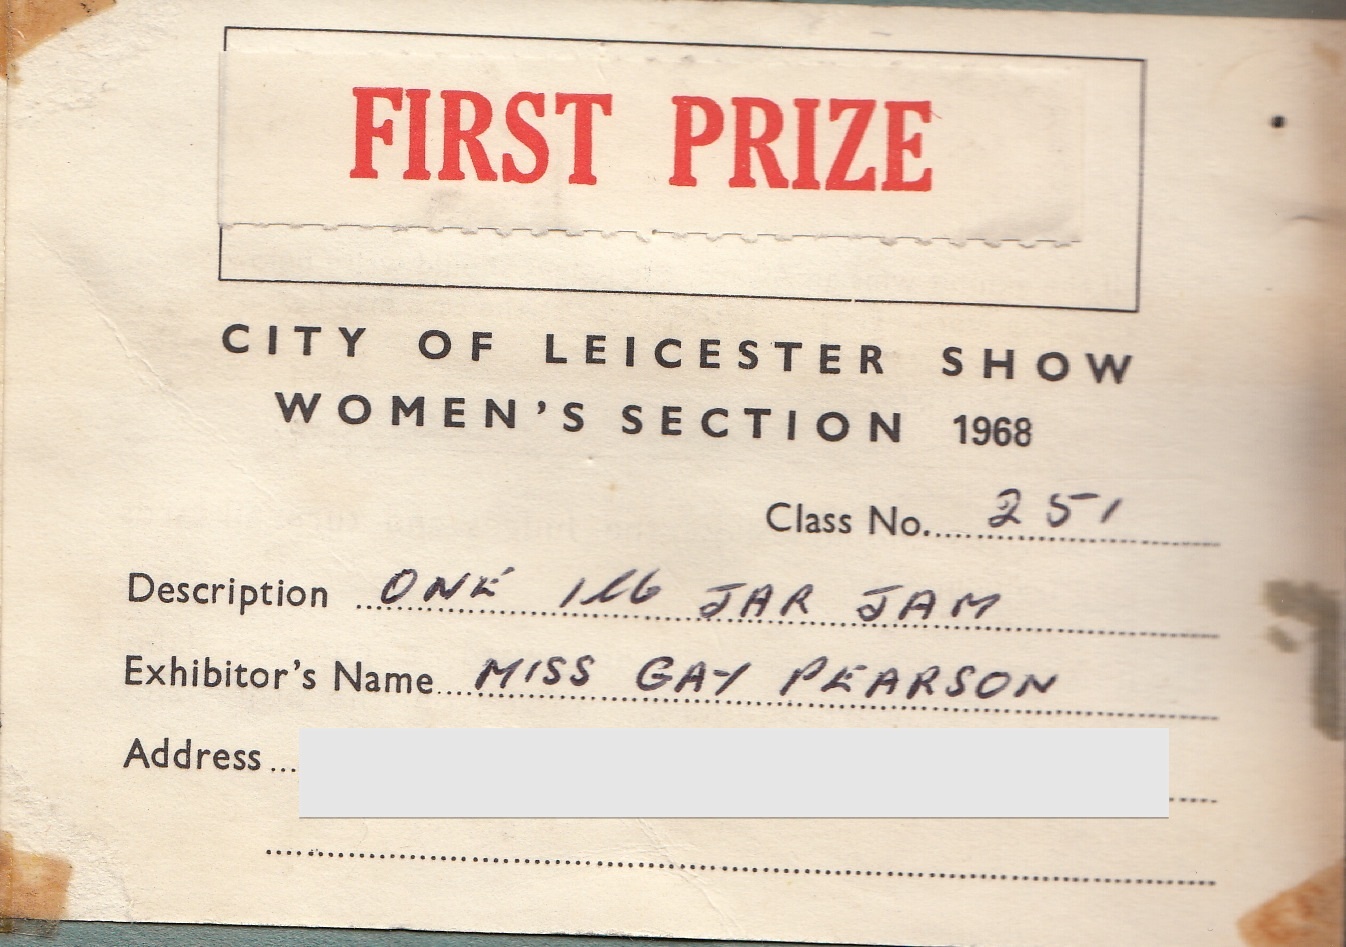 FIRST PRIZE
CITY OF LEICESTER SHOW
WOMEN'S SECTION 1968
Class No. 251
Description ONE 1lb JAR JAM
Exhibitor's Name MISS GAY PEARSON
Address